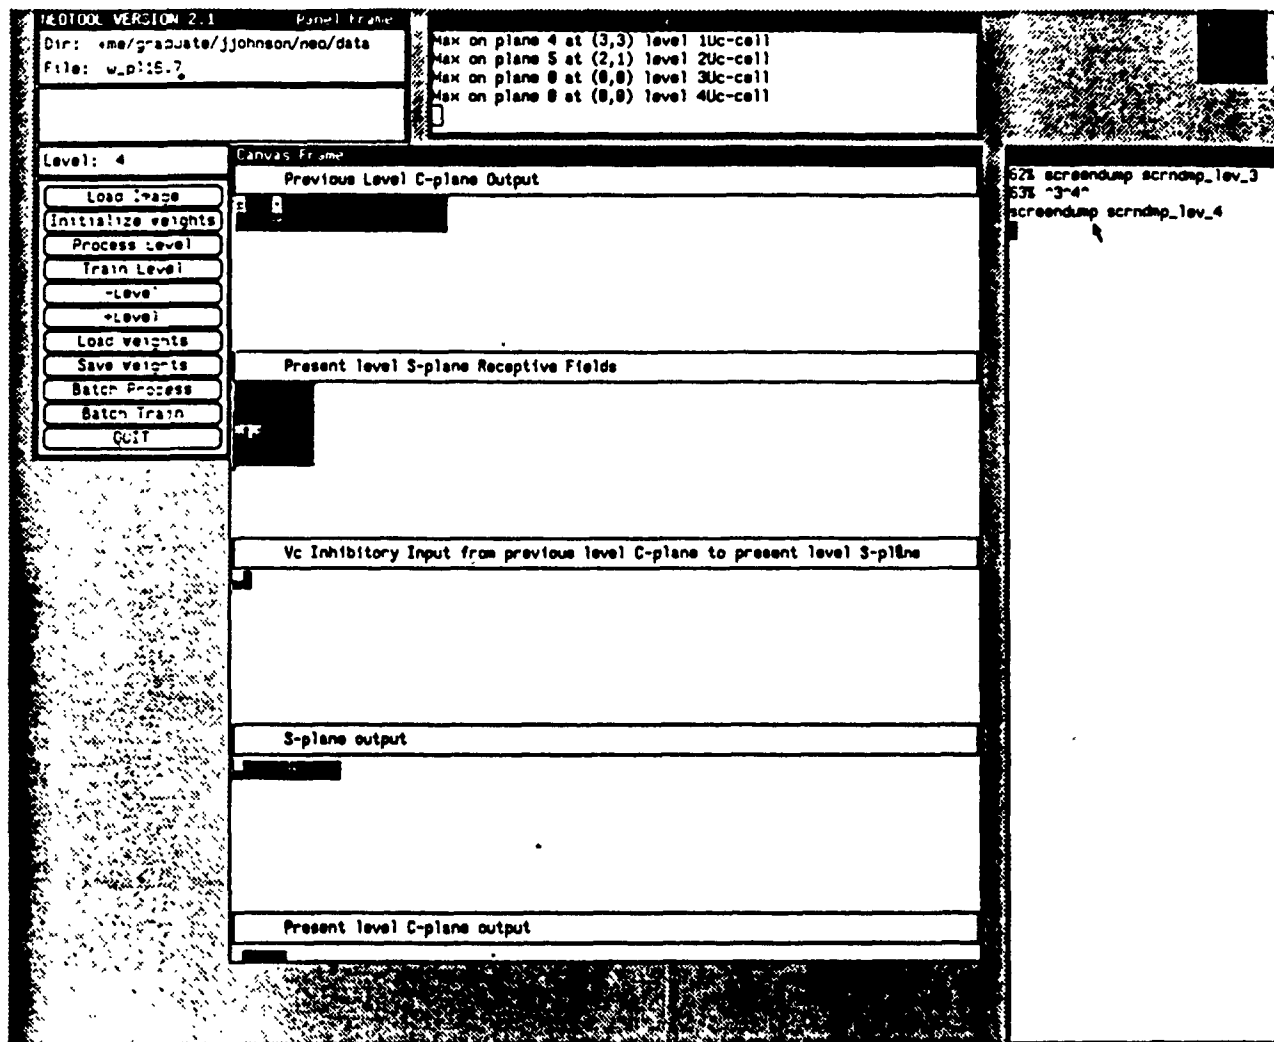 NEOTOOL VERSION 2.1 Panel Frame
Dir: me/graduate/jjohnson/neo/data
File:
Max on plane 4 at (3,3) level 1Uc-cell
Max on plane 5 at (2,1) level 2Uc-cell
Max on plane 0 at (0,0) level 3Uc-cell
Max on plane 0 at (0,0) level 4Uc-cell
Level: 4
Load Image
Initialize weights
Process Level
Train Level
-Level
+Level
Load weights
Save weights
Batch Process
Batch Train
QUIT
Canvas Frame
Previous Level C-plane Output
Present level S-plane Receptive Fields
Vc Inhibitory Input from previous level C-plane to present level S-plane
S-plane output
Present level C-plane output
62% screendump scrndmp_lev_3
63% ^3^4^
screendump scrndmp_lev_4